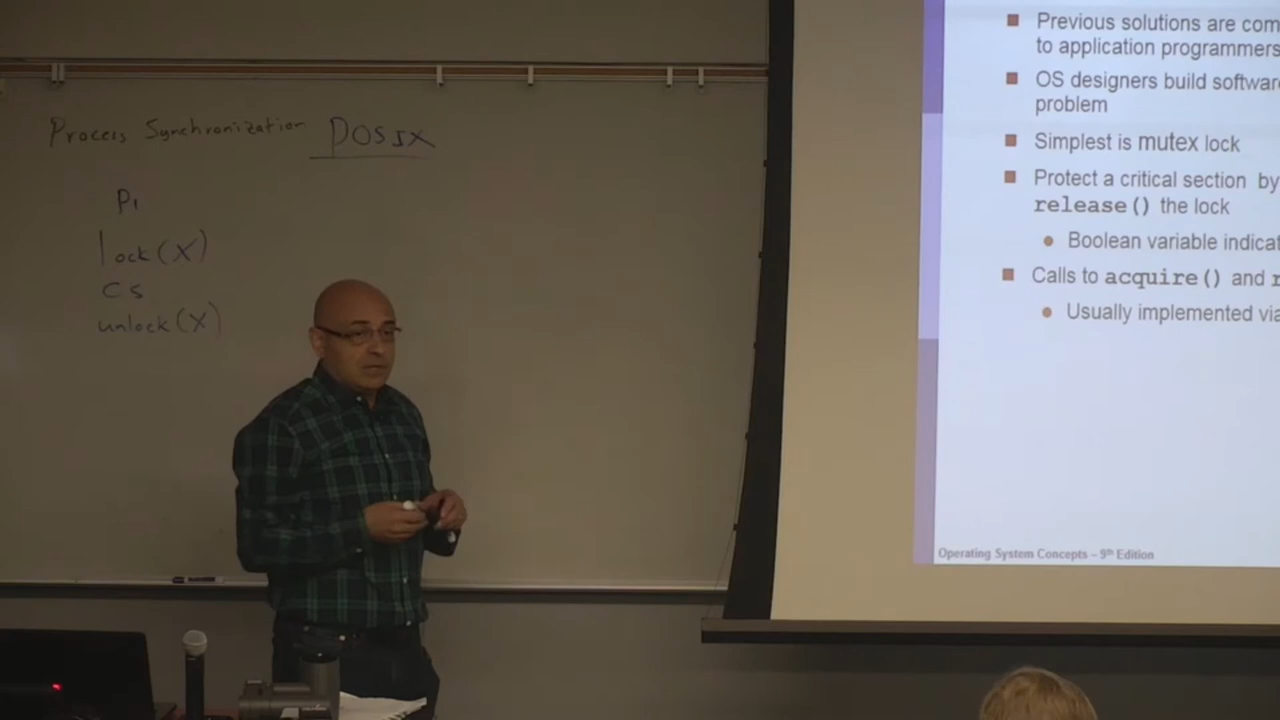 Process Synchronization POSIX
P1
lock(X)
CS
unlock(X)
Previous solutions are
to application programmers
OS designers build software
problem
Simplest is mutex lock
Protect a critical section by
release() the lock
Boolean variable
Calls to acquire() and
Usually implemented via
Operating System Concepts – 9th Edition